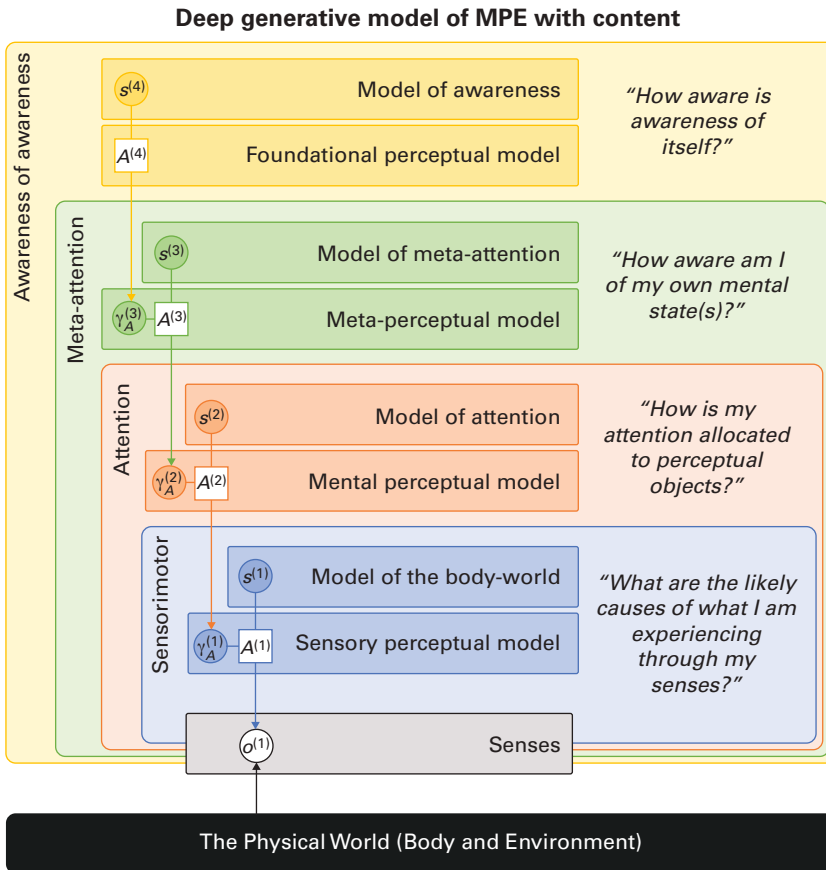 Deep generative model of MPE with content
Awareness of awareness
s(4)
Model of awareness
A(4)
Foundational perceptual model
“How aware is
awareness of
itself?”
Meta-attention
s(3)
Model of meta-attention
γA(3)
A(3)
Meta-perceptual model
“How aware am I
of my own mental
state(s)?”
Attention
s(2)
Model of attention
γA(2)
A(2)
Mental perceptual model
“How is my
attention allocated
to perceptual
objects?”
Sensorimotor
s(1)
Model of the body-world
γA(1)
A(1)
Sensory perceptual model
“What are the likely
causes of what I am
experiencing
through my
senses?”
o(1)
Senses
The Physical World (Body and Environment)